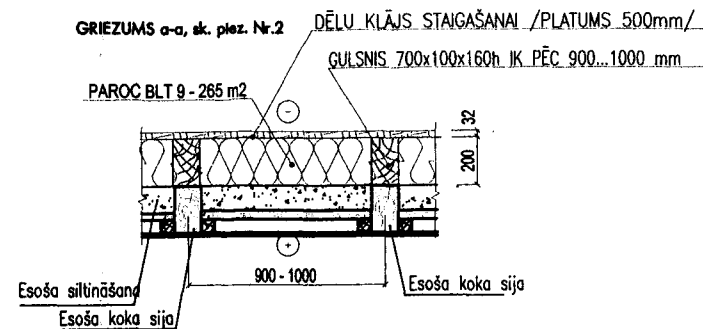 GRIEZUMS a-a, sk. piez. Nr.2
DĒĻU KLĀJS STAIGAŠANAI /PLATUMS 500mm/
GULSNIS 700x100x160h IK PĒC 900...1000 mm
PAROC BLT 9 - 265 m2
-
32
200
+
900 - 1000
Esoša siltināšana
Esoša koka sija
Esoša koka sija